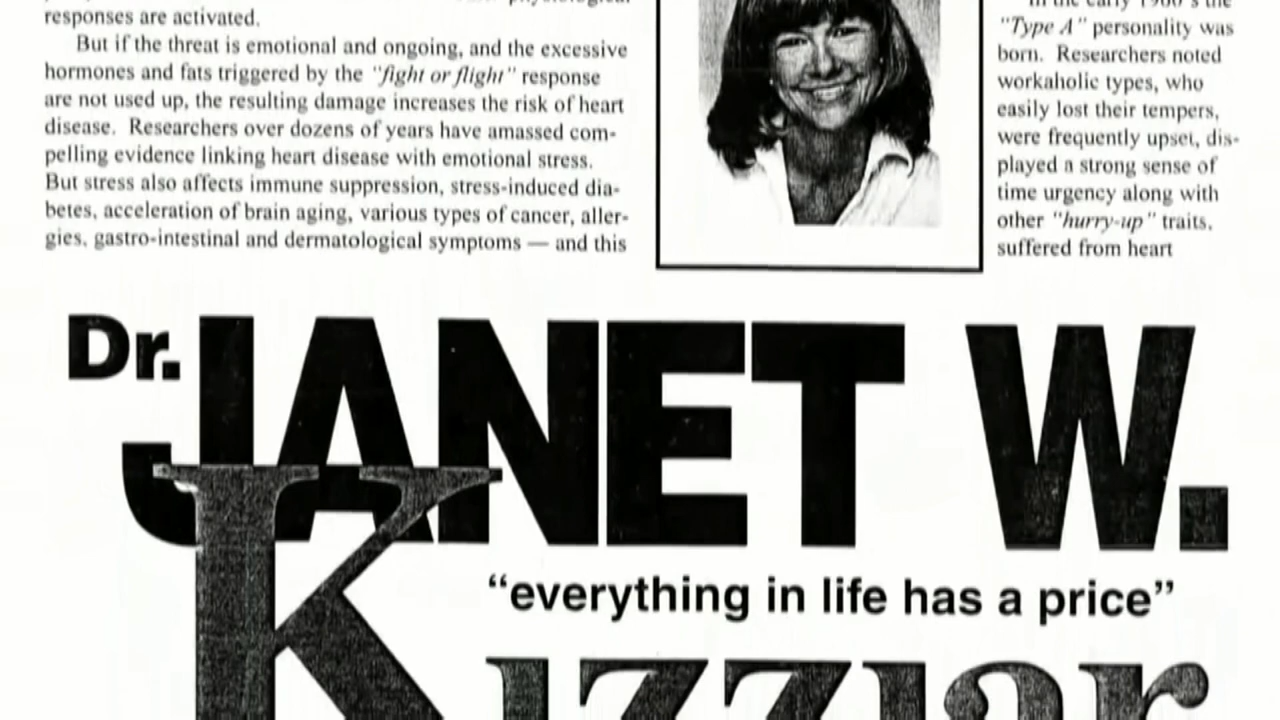 responses are activated.
But if the threat is emotional and ongoing, and the excessive
hormones and fats triggered by the "fight or flight" response
are not used up, the resulting damage increases the risk of heart
disease. Researchers over dozens of years have amassed com-
pelling evidence linking heart disease with emotional stress.
But stress also affects immune suppression, stress-induced dia-
betes, acceleration of brain aging, various types of cancer, aller-
gies, gastro-intestinal and dermatological symptoms — and this
"Type A" personality was
born. Researchers noted
workaholic types, who
easily lost their tempers,
were frequently upset, dis-
played a strong sense of
time urgency along with
other "hurry-up" traits,
suffered from heart
Dr. JANET W.
"everything in life has a price"
Kizziar